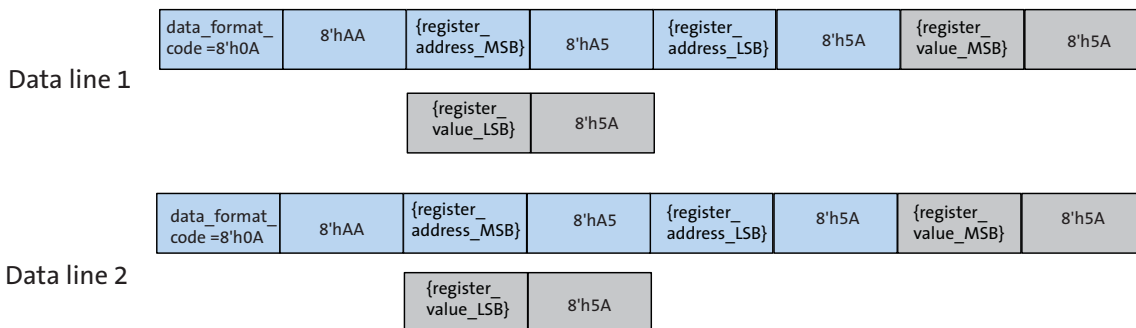 data_format_
code =8'h0A
8'hAA
{register_
address_MSB}
8'hA5
{register_
address_LSB}
8'h5A
{register_
value_MSB}
8'h5A
Data line 1
{register_
value_LSB}
8'h5A
data_format_
code =8'h0A
8'hAA
{register_
address_MSB}
8'hA5
{register_
address_LSB}
8'h5A
{register_
value_MSB}
8'h5A
Data line 2
{register_
value_LSB}
8'h5A